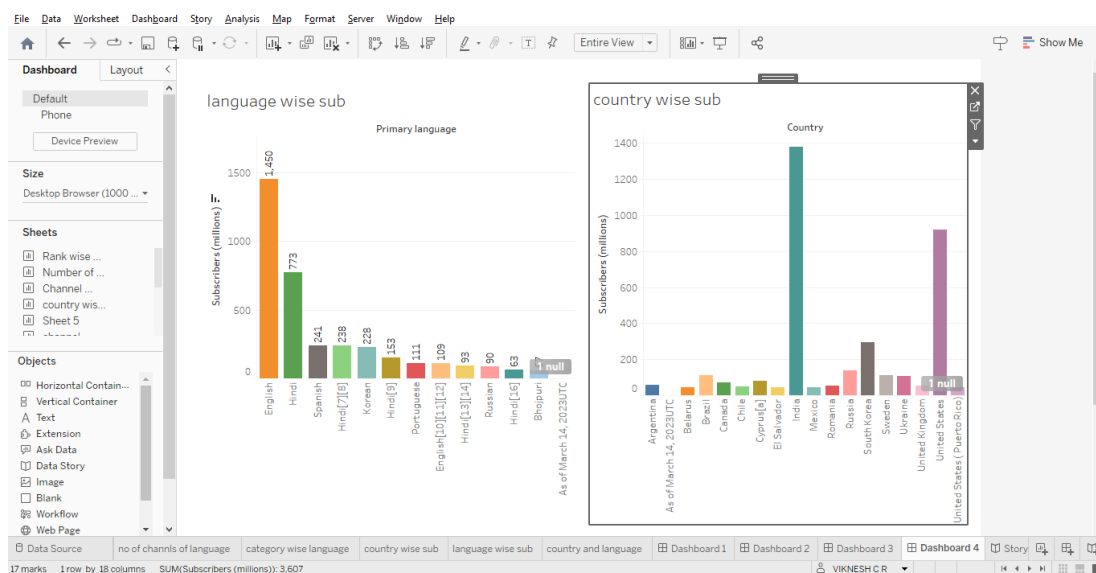 File Data Worksheet Dashboard Story Analysis Map Format Server Window Help
Entire View
Show Me
Dashboard Layout
Default
Phone
Device Preview
Size
Desktop Browser (1000 ...
Sheets
Rank wise ...
Number of ...
Channel ...
country wis...
Sheet 5
Objects
Horizontal Contain...
Vertical Container
Text
Extension
Ask Data
Data Story
Image
Blank
Workflow
Web Page
language wise sub
Primary language
Subscribers (millions)
1500
1000
500
0
1,450
773
241
238
228
153
111
109
93
90
63
1 null
English
Hindi
Spanish
Hindi[7][8]
Korean
Hindi[9]
Portuguese
English[10][11][12]
Hindi[13][14]
Russian
Hindi[16]
Bhojpuri
As of March 14, 2023UTC
country wise sub
Country
Subscribers (millions)
1400
1200
1000
800
600
400
200
0
1 null
Argentina
As of March 14, 2023UTC
Belarus
Brazil
Canada
Chile
Cyprus[a]
El Salvador
India
Mexico
Romania
Russia
South Korea
Sweden
Ukraine
United Kingdom
United States
United States ( Puerto Rico)
Data Source no of channls of language category wise language country wise sub language wise sub country and language Dashboard 1 Dashboard 2 Dashboard 3 Dashboard 4 Story
17 marks 1 row by 18 columns SUM(Subscribers (millions)): 3,607 VIKNESH C R